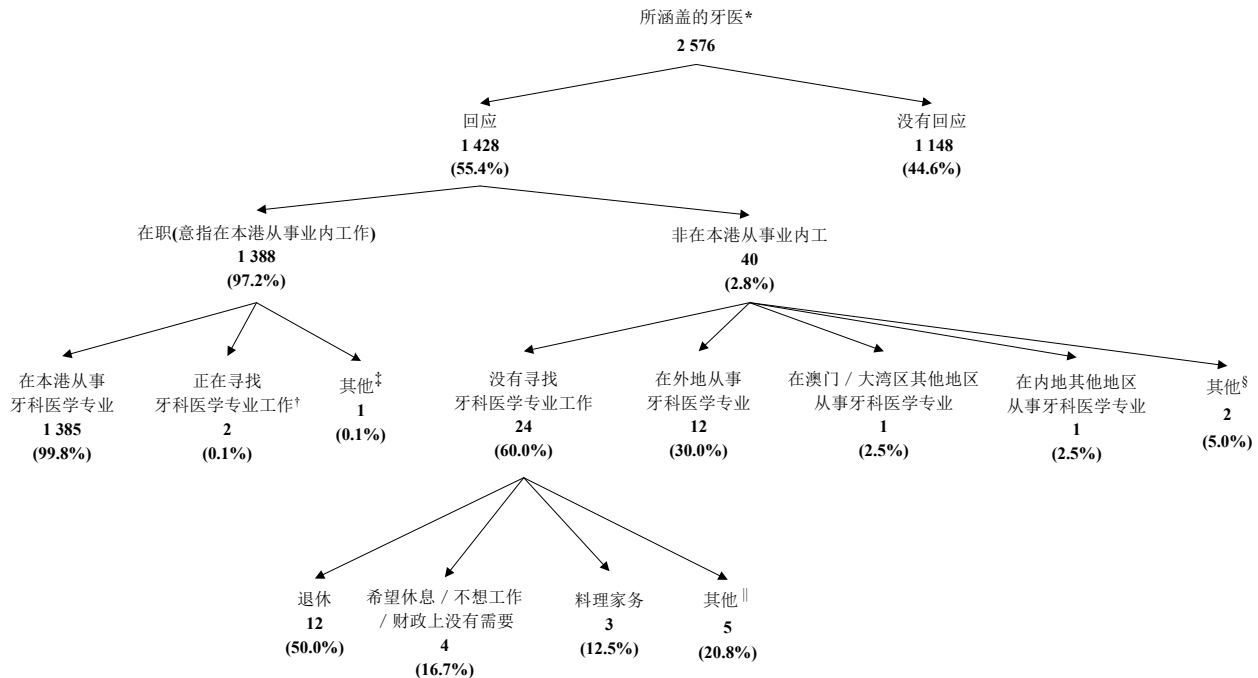 所涵盖的牙医*
2 576
回应
1 428
(55.4%)
没有回应
1 148
(44.6%)
在职(意指在本港从事业内工作)
1 388
(97.2%)
非在本港从事业内工
40
(2.8%)
在本港从事
牙科医学专业
1 385
(99.8%)
正在寻找
牙科医学专业工作†
2
(0.1%)
其他‡
1
(0.1%)
没有寻找
牙科医学专业工作
24
(60.0%)
在外地从事
牙科医学专业
12
(30.0%)
在澳门 / 大湾区其他地区
从事牙科医学专业
1
(2.5%)
在内地其他地区
从事牙科医学专业
1
(2.5%)
其他§
2
(5.0%)
退休
12
(50.0%)
希望休息 / 不想工作
/ 财政上没有需要
4
(16.7%)
料理家务
3
(12.5%)
其他‖
5
(20.8%)